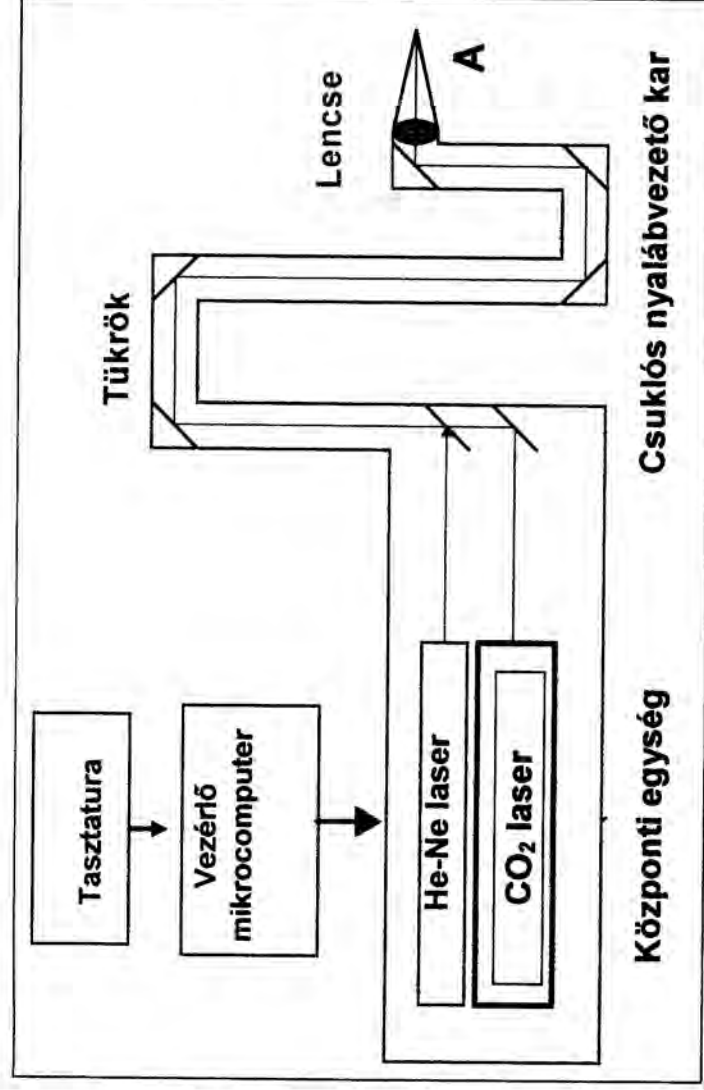 Tasztatura
Vezérlő
mikrocomputer
Tükrök
Lencse
A
He-Ne laser
CO₂ laser
Központi egység
Csuklós nyalábvezető kar